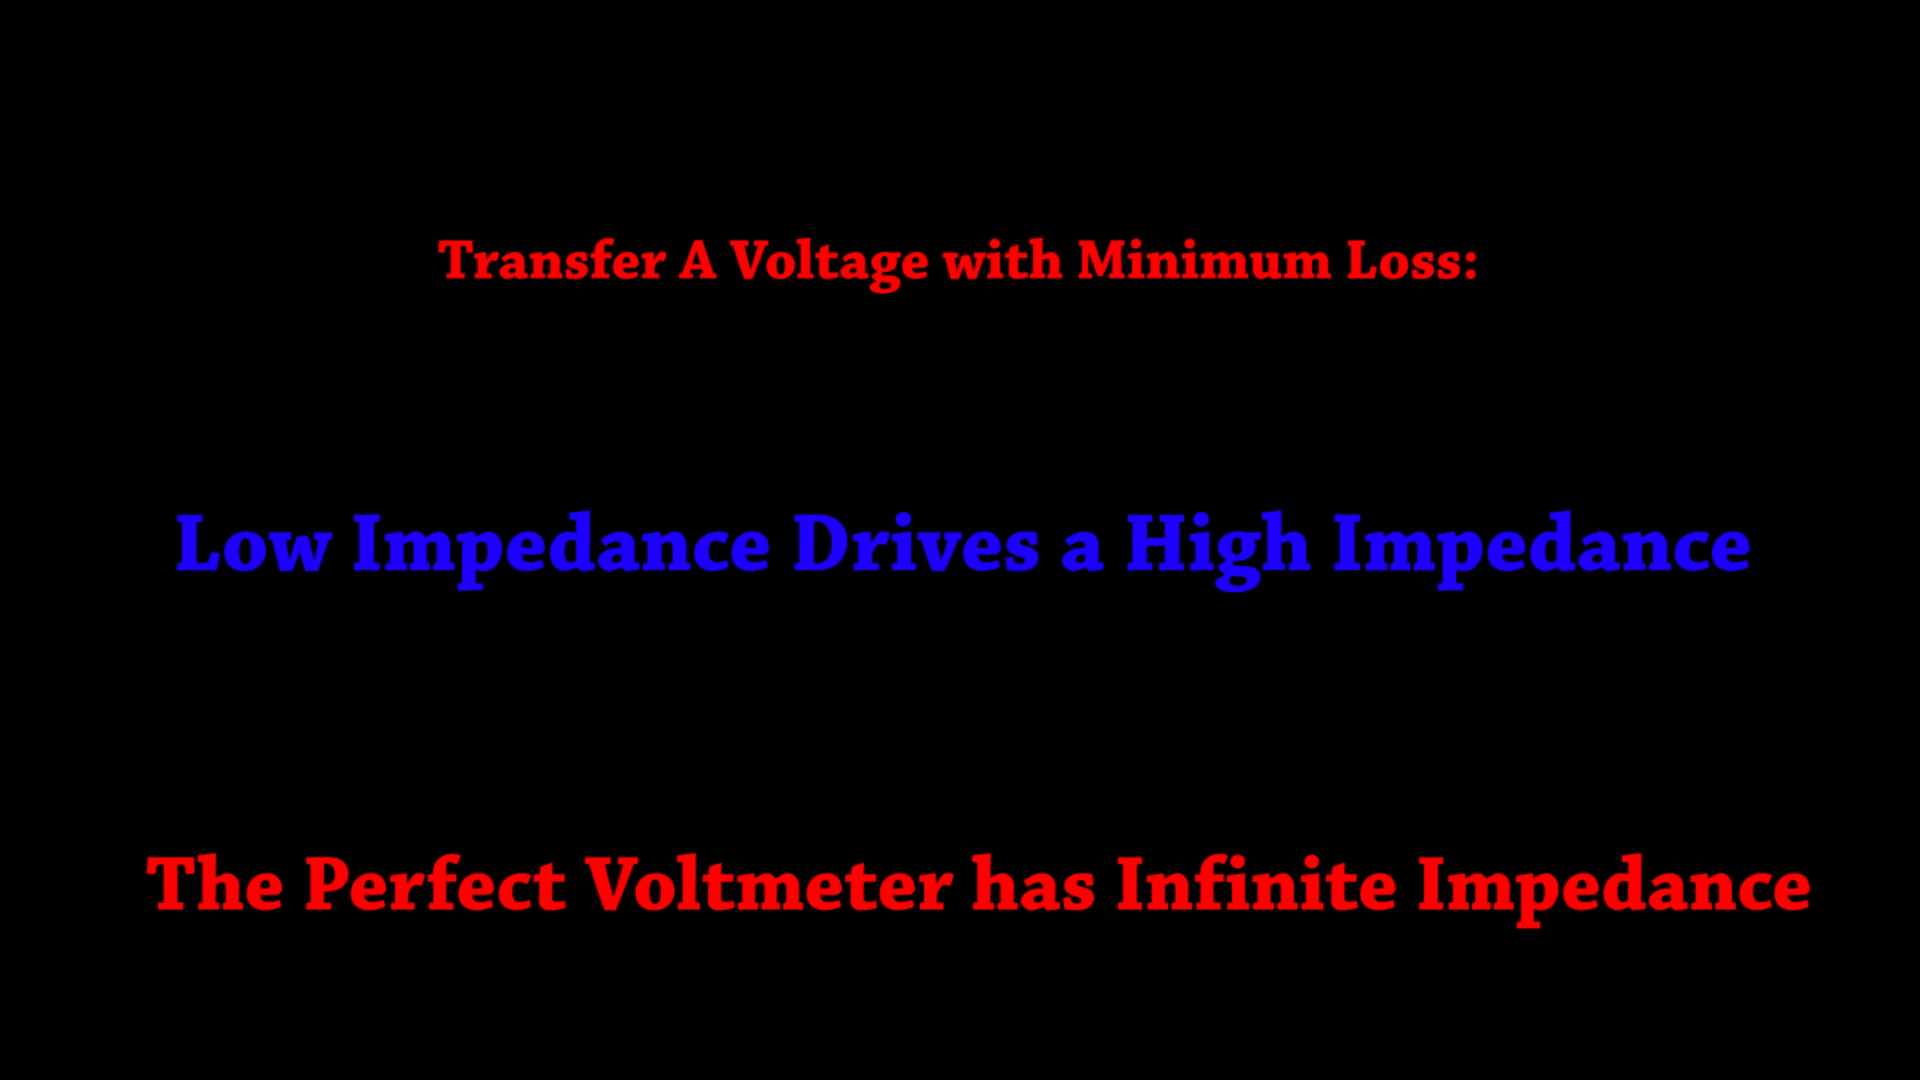 Transfer A Voltage with Minimum Loss:
Low Impedance Drives a High Impedance
The Perfect Voltmeter has Infinite Impedance